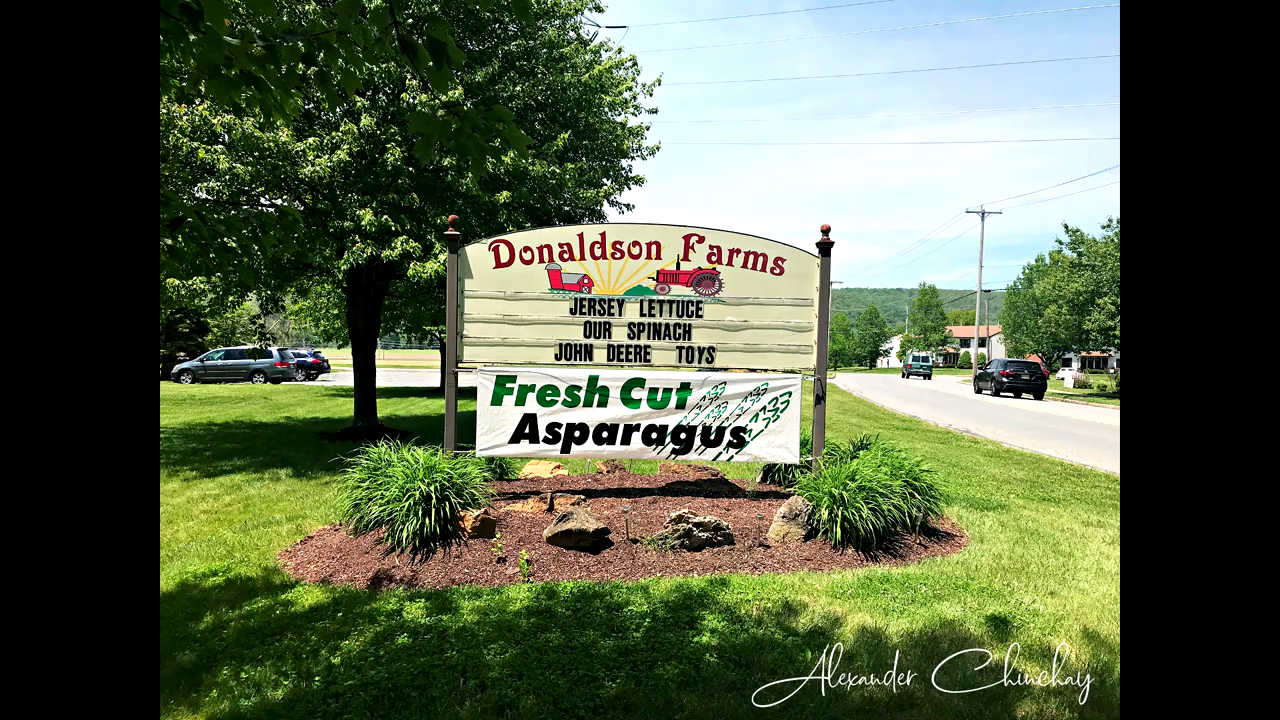 Donaldson Farms
JERSEY LETTUCE
OUR SPINACH
JOHN DEERE TOYS
Fresh Cut
Asparagus
Alexander Chinchay